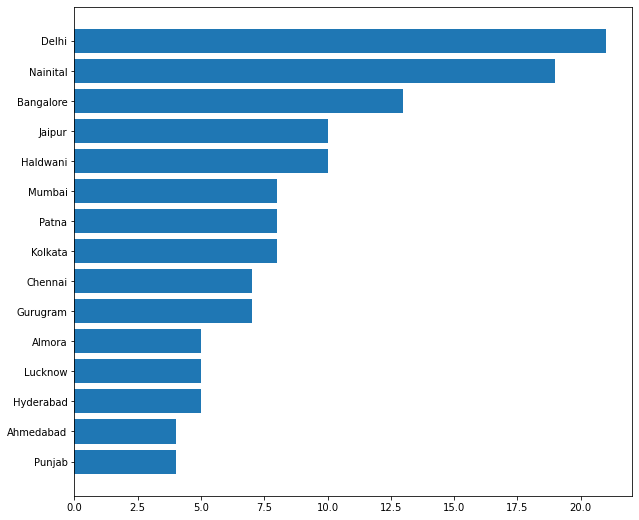 Delhi
Nainital
Bangalore
Jaipur
Haldwani
Mumbai
Patna
Kolkata
Chennai
Gurugram
Almora
Lucknow
Hyderabad
Ahmedabad
Punjab
0.0 2.5 5.0 7.5 10.0 12.5 15.0 17.5 20.0